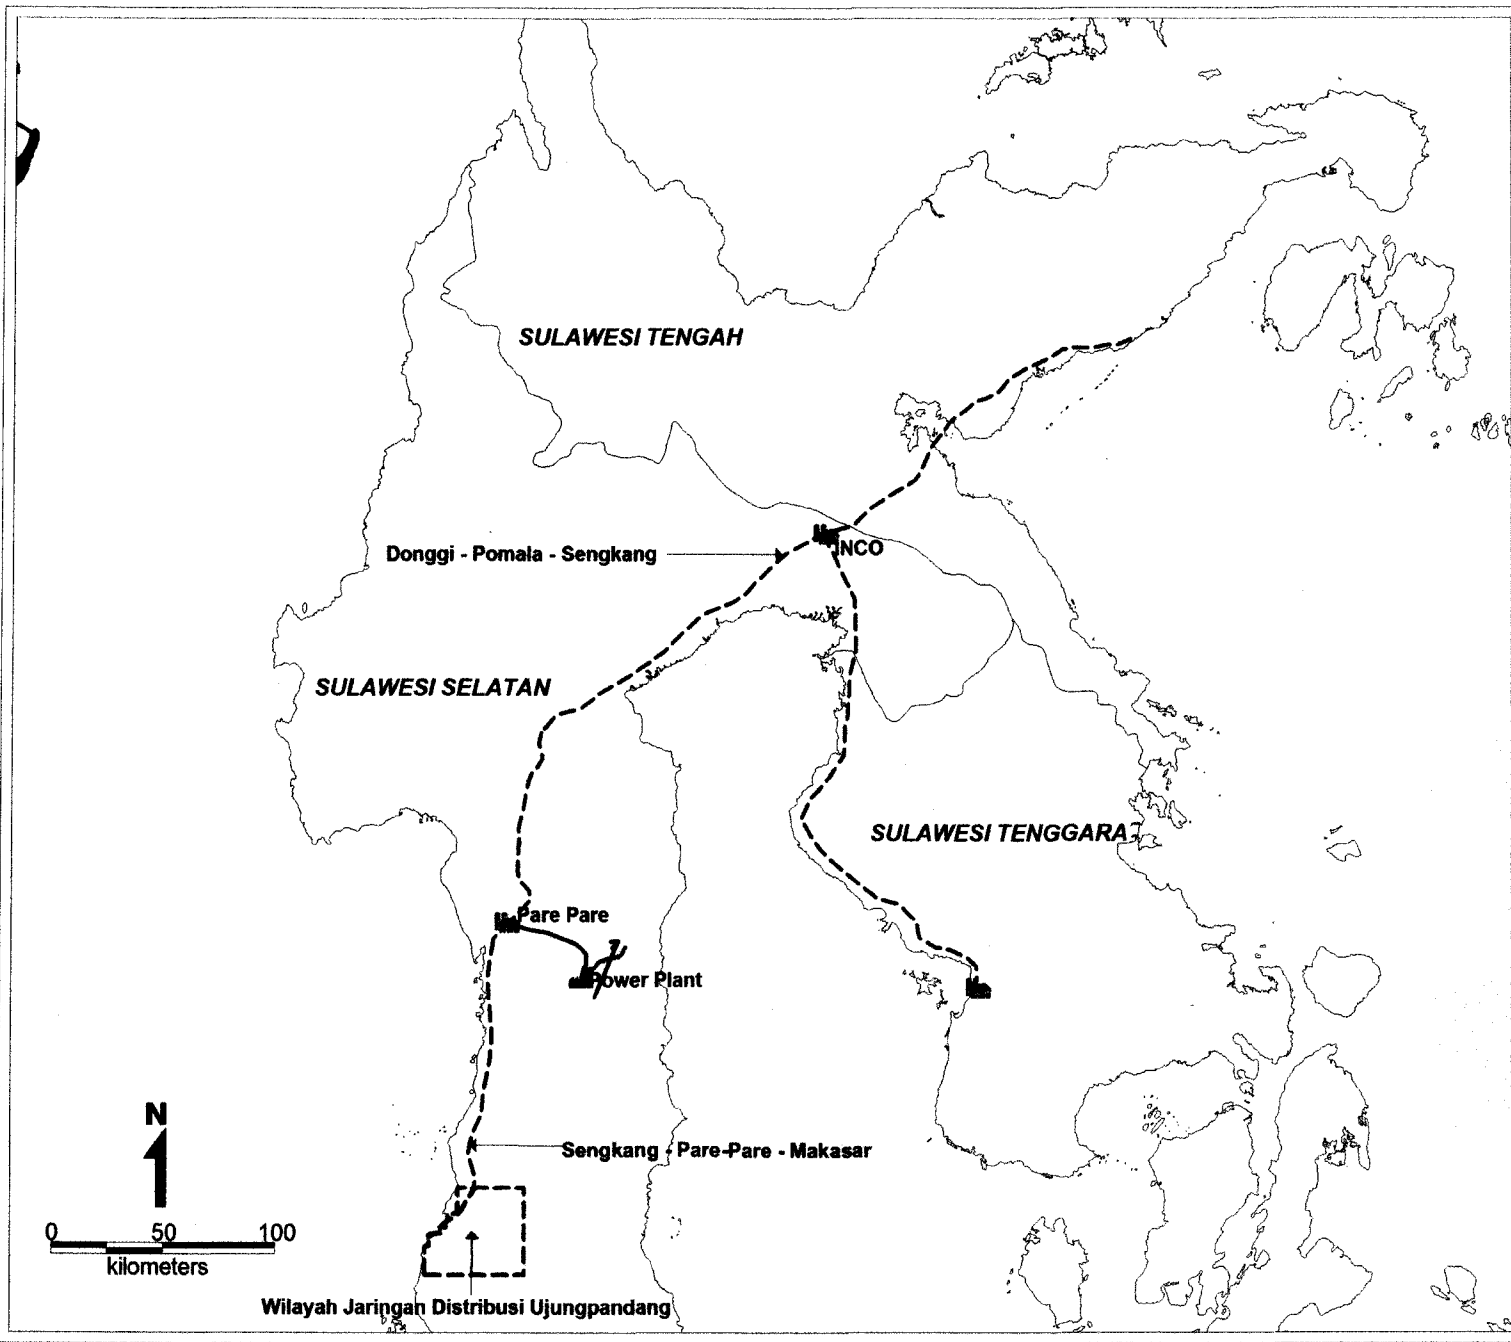 SULAWESI TENGAH
Donggi - Pomala - Sengkang
INCO
SULAWESI SELATAN
SULAWESI TENGGARA
Pare Pare
Power Plant
N
Sengkang - Pare-Pare - Makasar
0 50 100
kilometers
Wilayah Jaringan Distribusi Ujungpandang